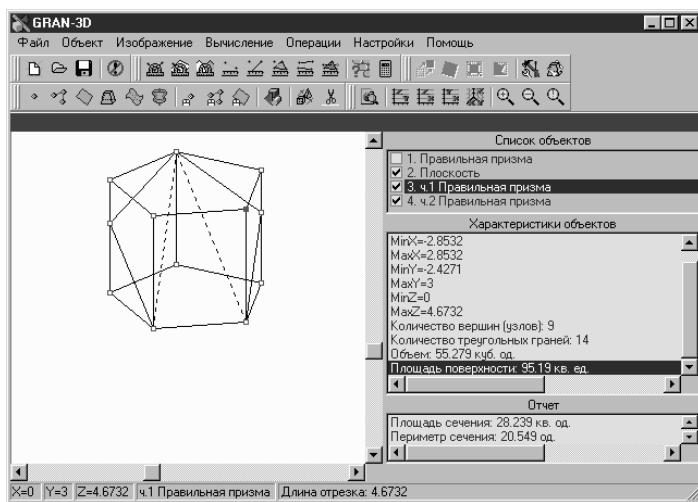 GRAN-3D
Файл Объект Изображение Вычисление Операции Настройки Помощь
Список объектов
1. Правильная призма
2. Плоскость
3. ч.1 Правильная призма
4. ч.2 Правильная призма
Характеристики объектов
MinX=-2.8532
MaxX=2.8532
MinY=-2.4271
MaxY=3
MinZ=0
MaxZ=4.6732
Количество вершин (узлов): 9
Количество треугольных граней: 14
Объем: 55.279 куб. од.
Площадь поверхности: 95.19 кв. ед.
Отчет
Площадь сечения: 28.239 кв. од.
Периметр сечения: 20.549 од.
X=0 Y=3 Z=4.6732 ч.1 Правильная призма Длина отрезка: 4.6732